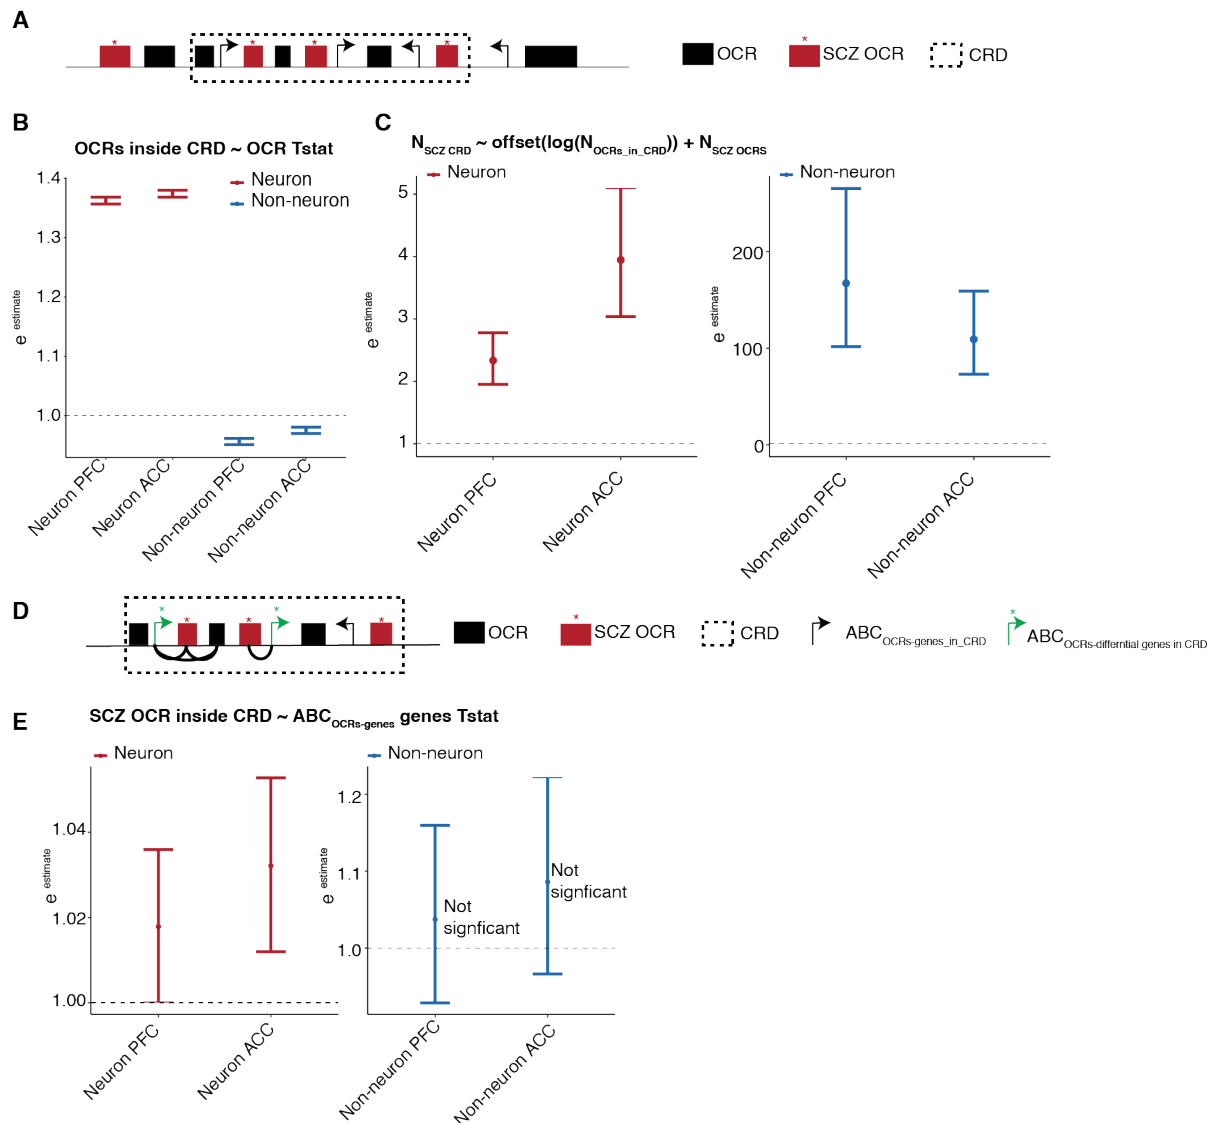 A
* * * *
OCR
*
SCZ OCR
CRD
B
OCRs inside CRD ~ OCR Tstat
Neuron
Non-neuron
1.4
1.3
1.2
1.1
1.0
e estimate
Neuron PFC
Neuron ACC
Non-neuron PFC
Non-neuron ACC
C
NSCZ CRD ~ offset(log(NOCRs_in_CRD)) + NSCZ OCRS
Neuron
5
4
3
2
1
e estimate
Neuron PFC
Neuron ACC
Non-neuron
200
100
0
e estimate
Non-neuron PFC
Non-neuron ACC
D
* * * * *
OCR
*
SCZ OCR
CRD
ABCOCRs-genes_in_CRD
*
ABCOCRs-differntial genes in CRD
E
SCZ OCR inside CRD ~ ABCOCRs-genes genes Tstat
Neuron
1.04
1.02
1.00
e estimate
Neuron PFC
Neuron ACC
Non-neuron
1.2
1.1
1.0
e estimate
Not
signficant
Not
signficant
Non-neuron PFC
Non-neuron ACC